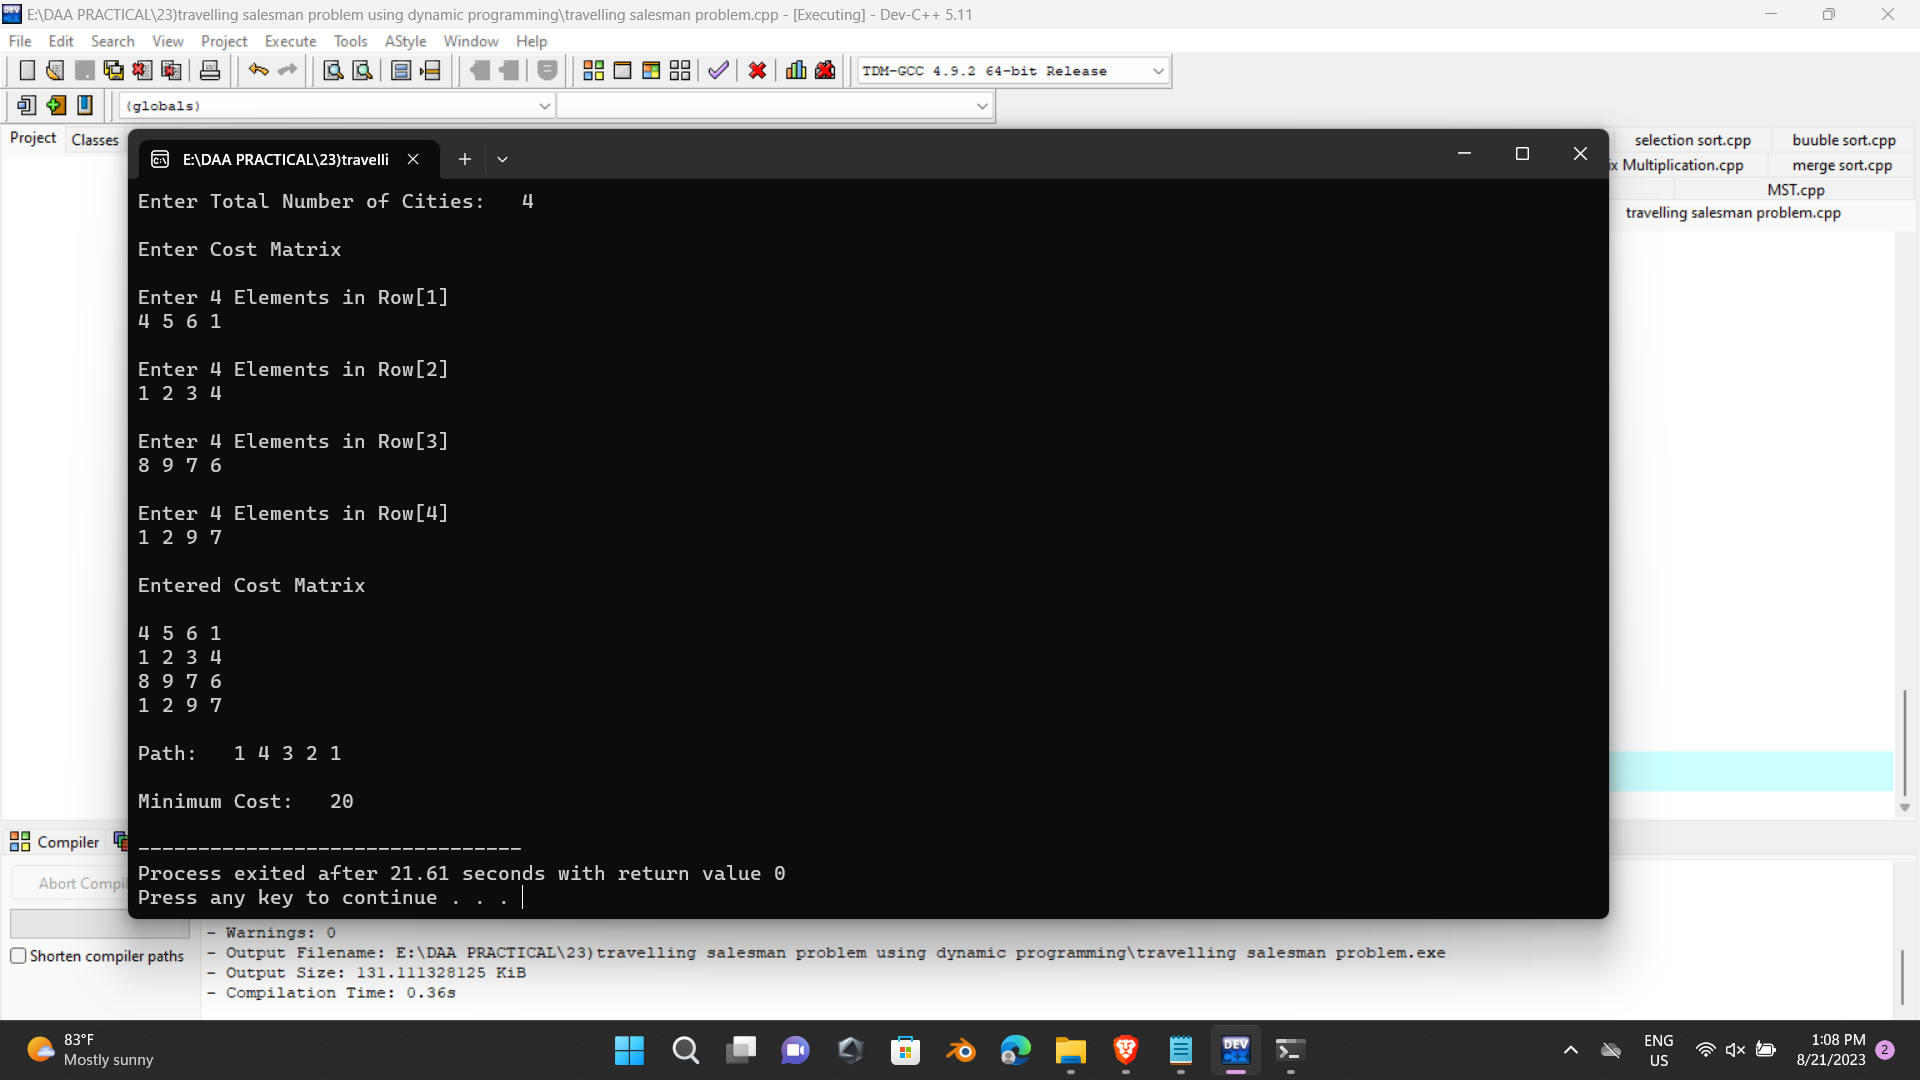 E:\DAA PRACTICAL\23)travelling salesman problem using dynamic programming\travelling salesman problem.cpp - [Executing] - Dev-C++ 5.11
File Edit Search View Project Execute Tools AStyle Window Help
TDM-GCC 4.9.2 64-bit Release
(globals)
Project Classes
selection sort.cpp buuble sort.cpp
ix Multiplication.cpp merge sort.cpp
MST.cpp
travelling salesman problem.cpp
E:\DAA PRACTICAL\23)travelli
Enter Total Number of Cities: 4
Enter Cost Matrix
Enter 4 Elements in Row[1]
4 5 6 1
Enter 4 Elements in Row[2]
1 2 3 4
Enter 4 Elements in Row[3]
8 9 7 6
Enter 4 Elements in Row[4]
1 2 9 7
Entered Cost Matrix
4 5 6 1
1 2 3 4
8 9 7 6
1 2 9 7
Path: 1 4 3 2 1
Minimum Cost: 20
--------------------------------
Process exited after 21.61 seconds with return value 0
Press any key to continue . . .
Compiler
Abort Compil
Shorten compiler paths
- Warnings: 0
- Output Filename: E:\DAA PRACTICAL\23)travelling salesman problem using dynamic programming\travelling salesman problem.exe
- Output Size: 131.111328125 KiB
- Compilation Time: 0.36s
83°F
Mostly sunny
DEV C++
ENG
US
1:08 PM
8/21/2023
2